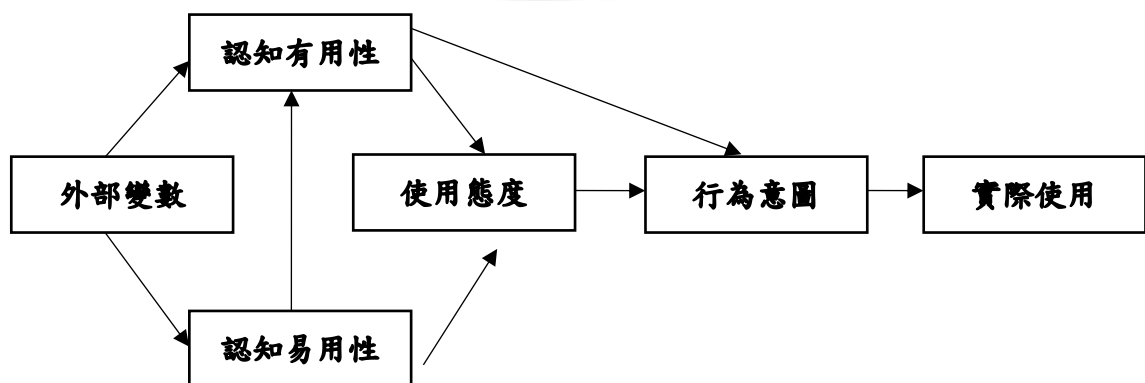 認知有用性
外部變數
使用態度
行為意圖
實際使用
認知易用性